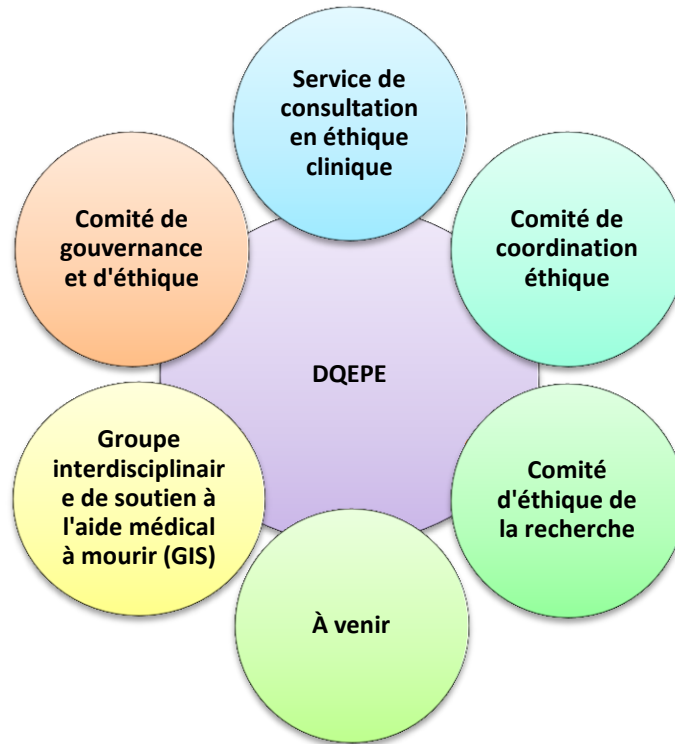 Service de
consultation
en éthique
clinique
Comité de
gouvernance
et d'éthique
Comité de
coordination
éthique
DQEPE
Groupe
interdisciplinair
e de soutien à
l'aide médical
à mourir (GIS)
Comité
d'éthique de
la recherche
À venir